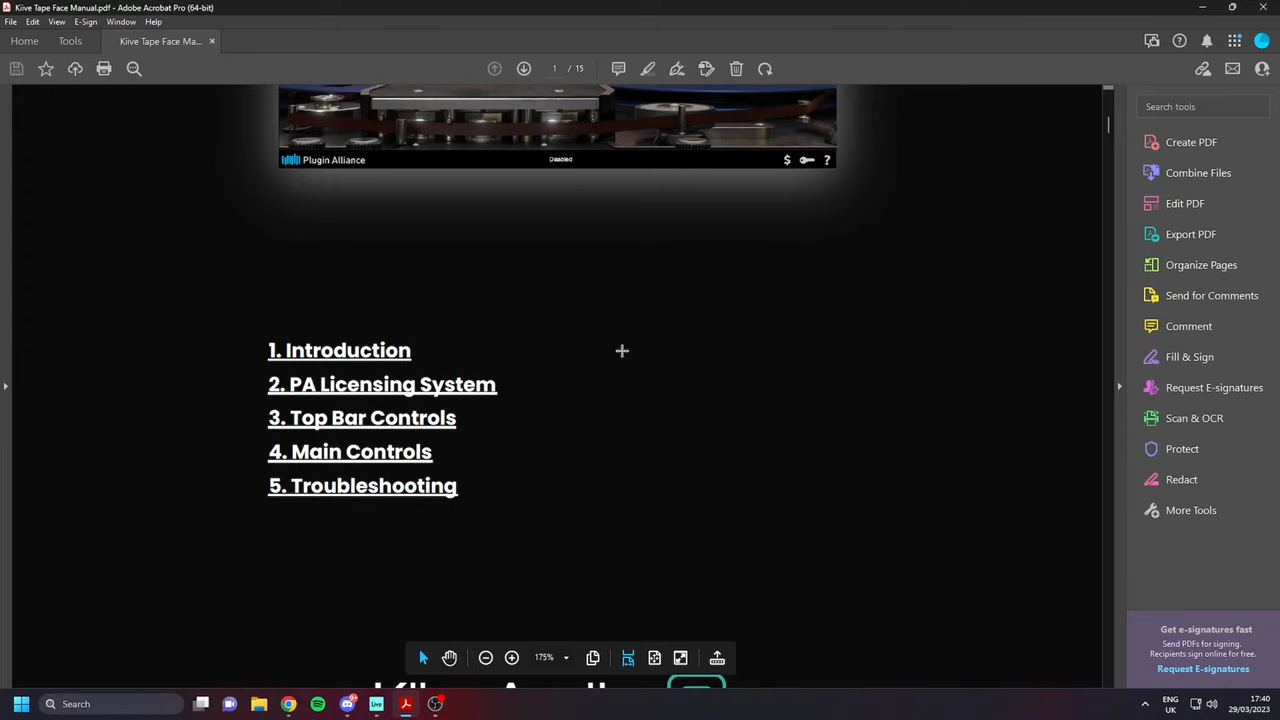 Kiive Tape Face Manual.pdf - Adobe Acrobat Pro (64-bit)
File Edit View E-Sign Window Help
Home Tools Kiive Tape Face Ma... ×
1 / 15
Search tools
Plugin Alliance Disabled $ ?
1. Introduction
2. PA Licensing System
3. Top Bar Controls
4. Main Controls
5. Troubleshooting
Create PDF
Combine Files
Edit PDF
Export PDF
Organize Pages
Send for Comments
Comment
Fill & Sign
Request E-signatures
Scan & OCR
Protect
Redact
More Tools
175%
Get e-signatures fast
Send PDFs for signing.
Recipients sign online for free.
Request E-signatures
Search
9+
Live
ENG
UK
17:40
29/03/2023